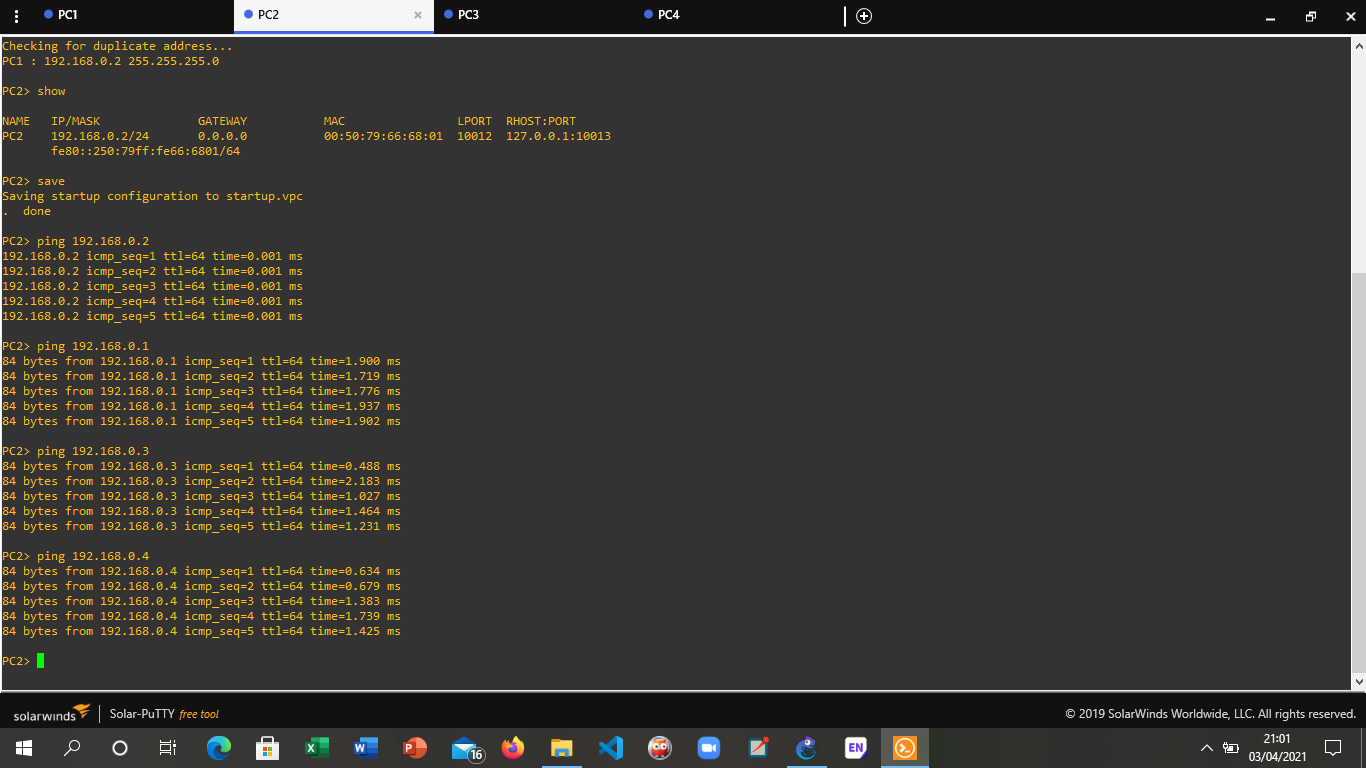 PC1
PC2
PC3
PC4
Checking for duplicate address...
PC1 : 192.168.0.2 255.255.255.0
PC2> show
NAME   IP/MASK              GATEWAY           MAC                LPORT  RHOST:PORT
PC2    192.168.0.2/24       0.0.0.0           00:50:79:66:68:01  10012  127.0.0.1:10013
       fe80::250:79ff:fe66:6801/64
PC2> save
Saving startup configuration to startup.vpc
.  done
PC2> ping 192.168.0.2
192.168.0.2 icmp_seq=1 ttl=64 time=0.001 ms
192.168.0.2 icmp_seq=2 ttl=64 time=0.001 ms
192.168.0.2 icmp_seq=3 ttl=64 time=0.001 ms
192.168.0.2 icmp_seq=4 ttl=64 time=0.001 ms
192.168.0.2 icmp_seq=5 ttl=64 time=0.001 ms
PC2> ping 192.168.0.1
84 bytes from 192.168.0.1 icmp_seq=1 ttl=64 time=1.900 ms
84 bytes from 192.168.0.1 icmp_seq=2 ttl=64 time=1.719 ms
84 bytes from 192.168.0.1 icmp_seq=3 ttl=64 time=1.776 ms
84 bytes from 192.168.0.1 icmp_seq=4 ttl=64 time=1.937 ms
84 bytes from 192.168.0.1 icmp_seq=5 ttl=64 time=1.902 ms
PC2> ping 192.168.0.3
84 bytes from 192.168.0.3 icmp_seq=1 ttl=64 time=0.488 ms
84 bytes from 192.168.0.3 icmp_seq=2 ttl=64 time=2.183 ms
84 bytes from 192.168.0.3 icmp_seq=3 ttl=64 time=1.027 ms
84 bytes from 192.168.0.3 icmp_seq=4 ttl=64 time=1.464 ms
84 bytes from 192.168.0.3 icmp_seq=5 ttl=64 time=1.231 ms
PC2> ping 192.168.0.4
84 bytes from 192.168.0.4 icmp_seq=1 ttl=64 time=0.634 ms
84 bytes from 192.168.0.4 icmp_seq=2 ttl=64 time=0.679 ms
84 bytes from 192.168.0.4 icmp_seq=3 ttl=64 time=1.383 ms
84 bytes from 192.168.0.4 icmp_seq=4 ttl=64 time=1.739 ms
84 bytes from 192.168.0.4 icmp_seq=5 ttl=64 time=1.425 ms
PC2>
solarwinds Solar-PuTTY free tool
© 2019 SolarWinds Worldwide, LLC. All rights reserved.
16
EN
21:01
03/04/2021